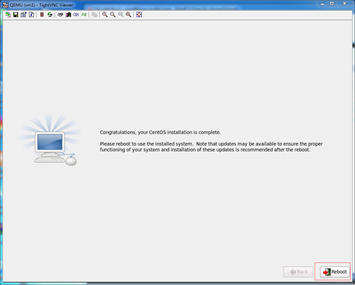 QEMU (vm1) - TightVNC Viewer
Congratulations, your CentOS installation is complete.
Please reboot to use the installed system. Note that updates may be available to ensure the proper
functioning of your system and installation of these updates is recommended after the reboot.
Back
Reboot